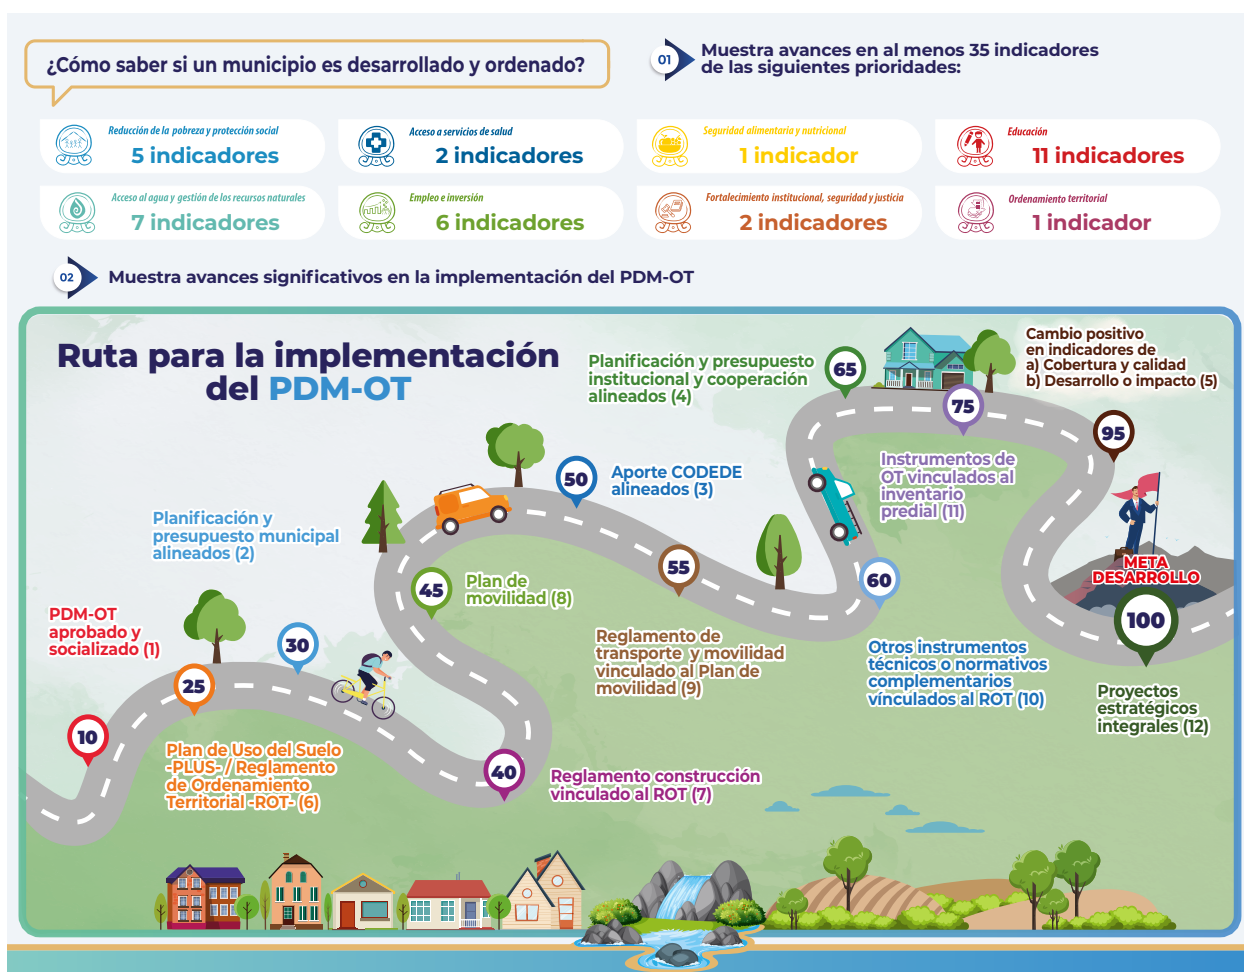 ¿Cómo saber si un municipio es desarrollado y ordenado?
01
Muestra avances en al menos 35 indicadores
de las siguientes prioridades:
Reducción de la pobreza y protección social
5 indicadores
Acceso a servicios de salud
2 indicadores
Seguridad alimentaria y nutricional
1 indicador
Educación
11 indicadores
Acceso al agua y gestión de los recursos naturales
7 indicadores
Empleo e inversión
6 indicadores
Fortalecimiento institucional, seguridad y justicia
2 indicadores
Ordenamiento territorial
1 indicador
02
Muestra avances significativos en la implementación del PDM-OT
Ruta para la implementación
del PDM-OT
PDM-OT
aprobado y
socializado (1)
10
25
Plan de Uso del Suelo
-PLUS- / Reglamento
de Ordenamiento
Territorial -ROT- (6)
Planificación y
presupuesto municipal
alineados (2)
30
40
Reglamento construcción
vinculado al ROT (7)
45
Plan de
movilidad (8)
50
Aporte CODEDE
alineados (3)
55
Reglamento de
transporte y movilidad
vinculado al Plan de
movilidad (9)
60
Otros instrumentos
técnicos o normativos
complementarios
vínculados al ROT (10)
Planificación y presupuesto
institucional y cooperación
alineados (4)
65
75
Instrumentos de
OT vinculados al
inventario
predial (11)
Cambio positivo
en indicadores de
a) Cobertura y calidad
b) Desarrollo o impacto (5)
95
META
DESARROLLO
100
Proyectos
estratégicos
integrales (12)